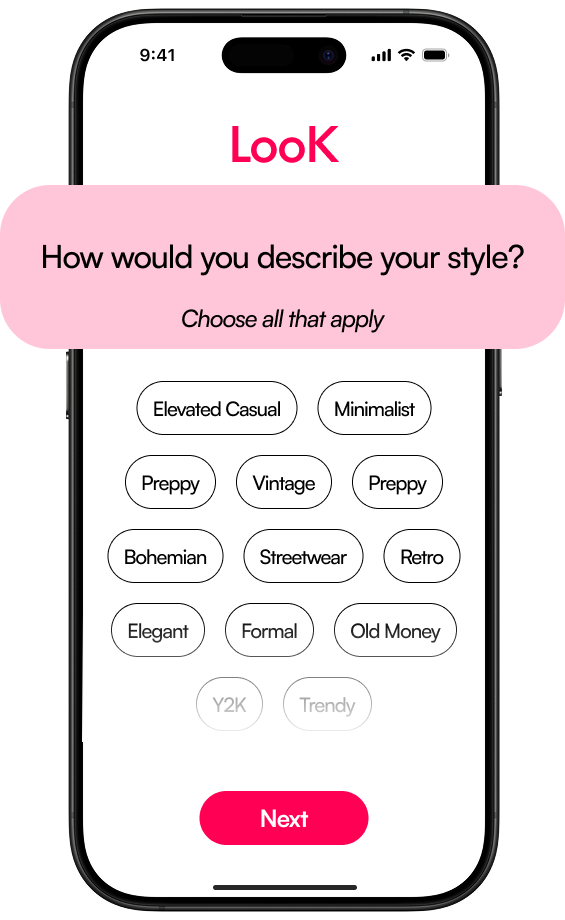 9:41
LooK
How would you describe your style?
Choose all that apply
Elevated Casual Minimalist
Preppy Vintage Preppy
Bohemian Streetwear Retro
Elegant Formal Old Money
Y2K Trendy
Next